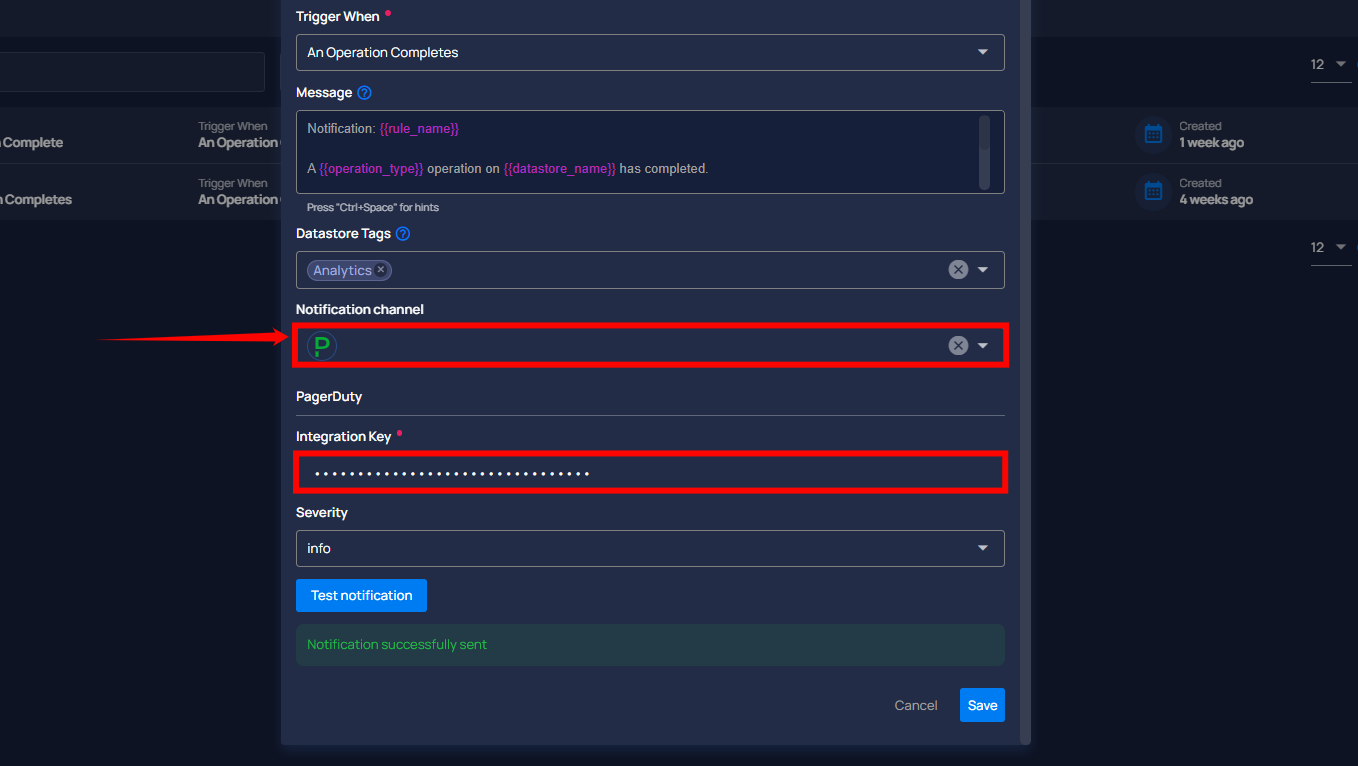 Trigger When *
An Operation Completes
12
Message ?
Notification: {{rule_name}}
A {{operation_type}} operation on {{datastore_name}} has completed.
Press "Ctrl+Space" for hints
Complete
Trigger When
An Operation
Created
1 week ago
Completes
Trigger When
An Operation
Created
4 weeks ago
Datastore Tags ?
12
Analytics ×
Notification channel
P
PagerDuty
Integration Key *
•••••••••••••••••••••••••••••••• 
Severity
info
Test notification
Notification successfully sent
Cancel Save